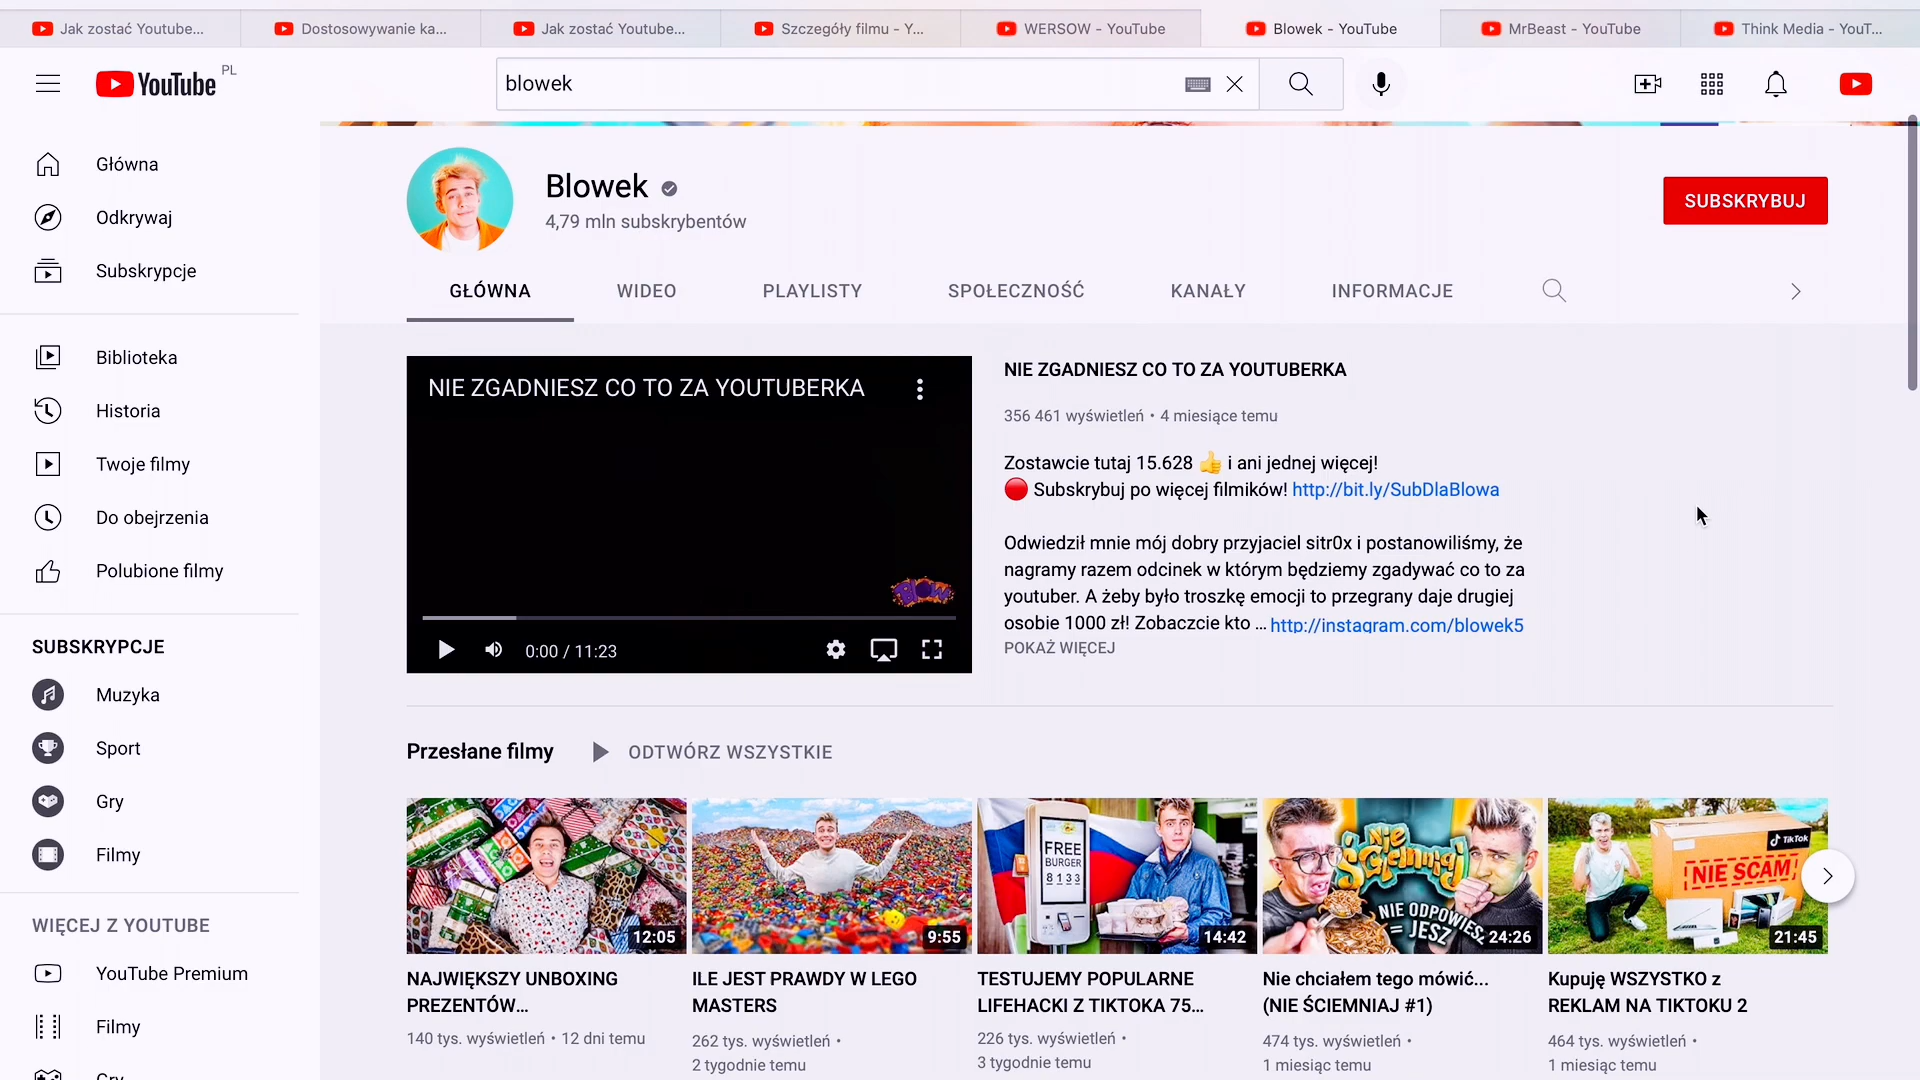 Jak zostać Youtube...
Dostosowywanie ka...
Jak zostać Youtube...
Szczegóły filmu - Y...
WERSOW - YouTube
Blowek - YouTube
MrBeast - YouTube
Think Media - YouT...
YouTube PL
blowek
Główna
Odkrywaj
Subskrypcje
Biblioteka
Historia
Twoje filmy
Do obejrzenia
Polubione filmy
SUBSKRYPCJE
Muzyka
Sport
Gry
Filmy
WIĘCEJ Z YOUTUBE
YouTube Premium
Filmy
Gry
Blowek
4,79 mln subskrybentów
SUBSKRYBUJ
GŁÓWNA
WIDEO
PLAYLISTY
SPOŁECZNOŚĆ
KANAŁY
INFORMACJE
NIE ZGADNIESZ CO TO ZA YOUTUBERKA
BLOW
0:00 / 11:23
NIE ZGADNIESZ CO TO ZA YOUTUBERKA
356 461 wyświetleń • 4 miesiące temu
Zostawcie tutaj 15.628 👍 i ani jednej więcej!
🔴 Subskrybuj po więcej filmików! http://bit.ly/SubDlaBlowa
Odwiedził mnie mój dobry przyjaciel sitr0x i postanowiliśmy, że
nagramy razem odcinek w którym będziemy zgadywać co to za
youtuber. A żeby było troszkę emocji to przegrany daje drugiej
osobie 1000 zł! Zobaczcie kto ... http://instagram.com/blowek5
POKAŻ WIĘCEJ
Przesłane filmy
ODTWÓRZ WSZYSTKIE
12:05
NAJWIĘKSZY UNBOXING
PREZENTÓW...
140 tys. wyświetleń • 12 dni temu
9:55
ILE JEST PRAWDY W LEGO
MASTERS
262 tys. wyświetleń •
2 tygodnie temu
FREE
BURGER
8133
14:42
TESTUJEMY POPULARNE
LIFEHACKI Z TIKTOKA 75...
226 tys. wyświetleń •
3 tygodnie temu
nie
Ściemniaj
NIE ODPOWIESZ
= JESZ
24:26
Nie chciałem tego mówić...
(NIE ŚCIEMNIAJ #1)
474 tys. wyświetleń •
1 miesiąc temu
TikTok
NIE SCAM
21:45
Kupuję WSZYSTKO z
REKLAM NA TIKTOKU 2
464 tys. wyświetleń •
1 miesiąc temu